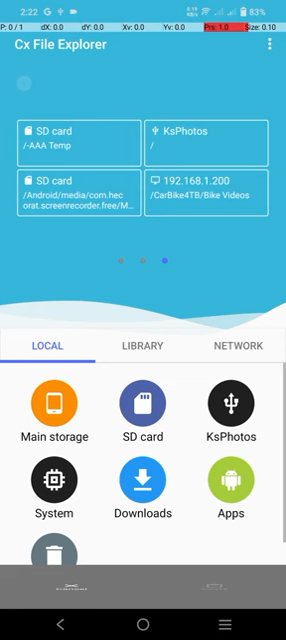 2:22 G 83%
P: 0 / 1 dX: 0.0 dY: 0.0 Xv: 0.0 Yv: 0.0 Prs: 1.0 Size: 0.10
Cx File Explorer
SD card
/-AAA Temp
KsPhotos
/
SD card
/Android/media/com.hec
orat.screenrecorder.free/M...
192.168.1.200
/CarBike4TB/Bike Videos
LOCAL LIBRARY NETWORK
Main storage SD card KsPhotos
System Downloads Apps